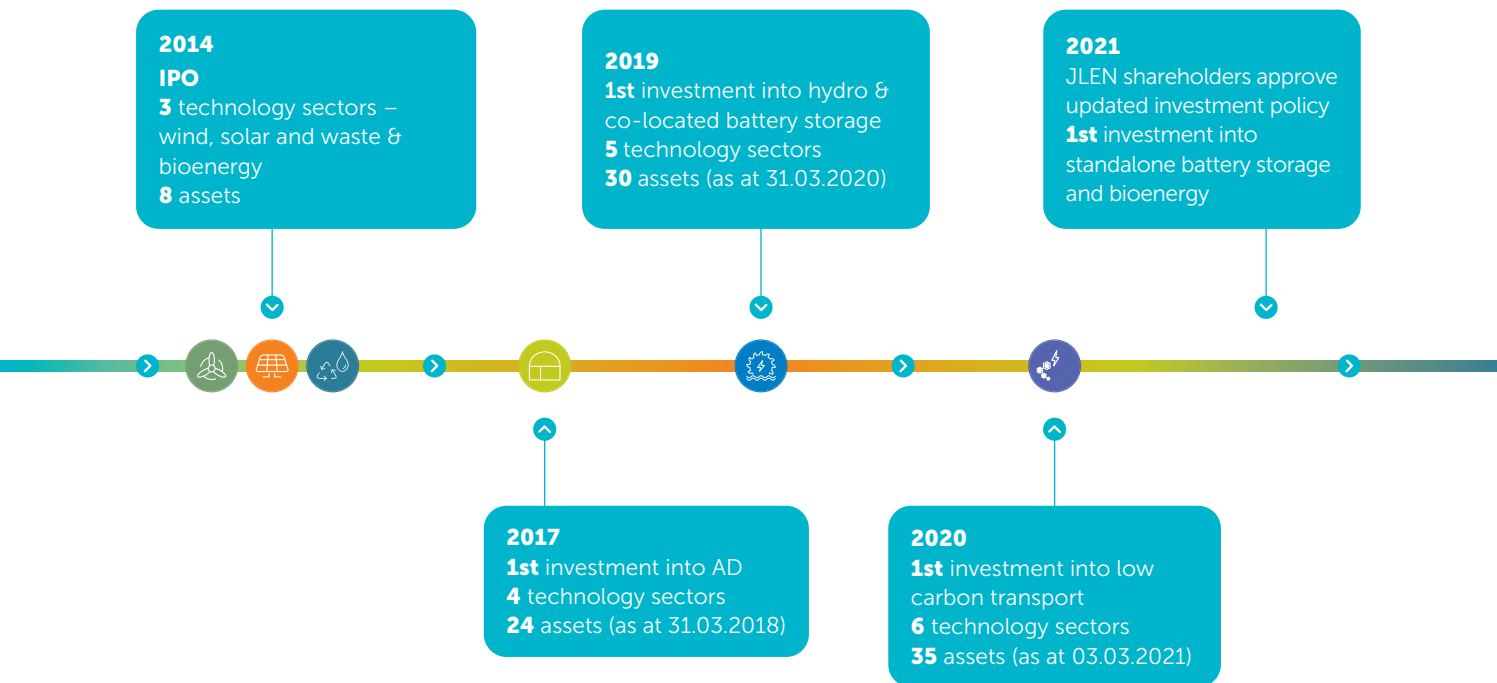 2014
IPO
3 technology sectors –
wind, solar and waste &
bioenergy
8 assets
2019
1st investment into hydro &
co-located battery storage
5 technology sectors
30 assets (as at 31.03.2020)
2021
JLEN shareholders approve
updated investment policy
1st investment into
standalone battery storage
and bioenergy
2017
1st investment into AD
4 technology sectors
24 assets (as at 31.03.2018)
2020
1st investment into low
carbon transport
6 technology sectors
35 assets (as at 03.03.2021)